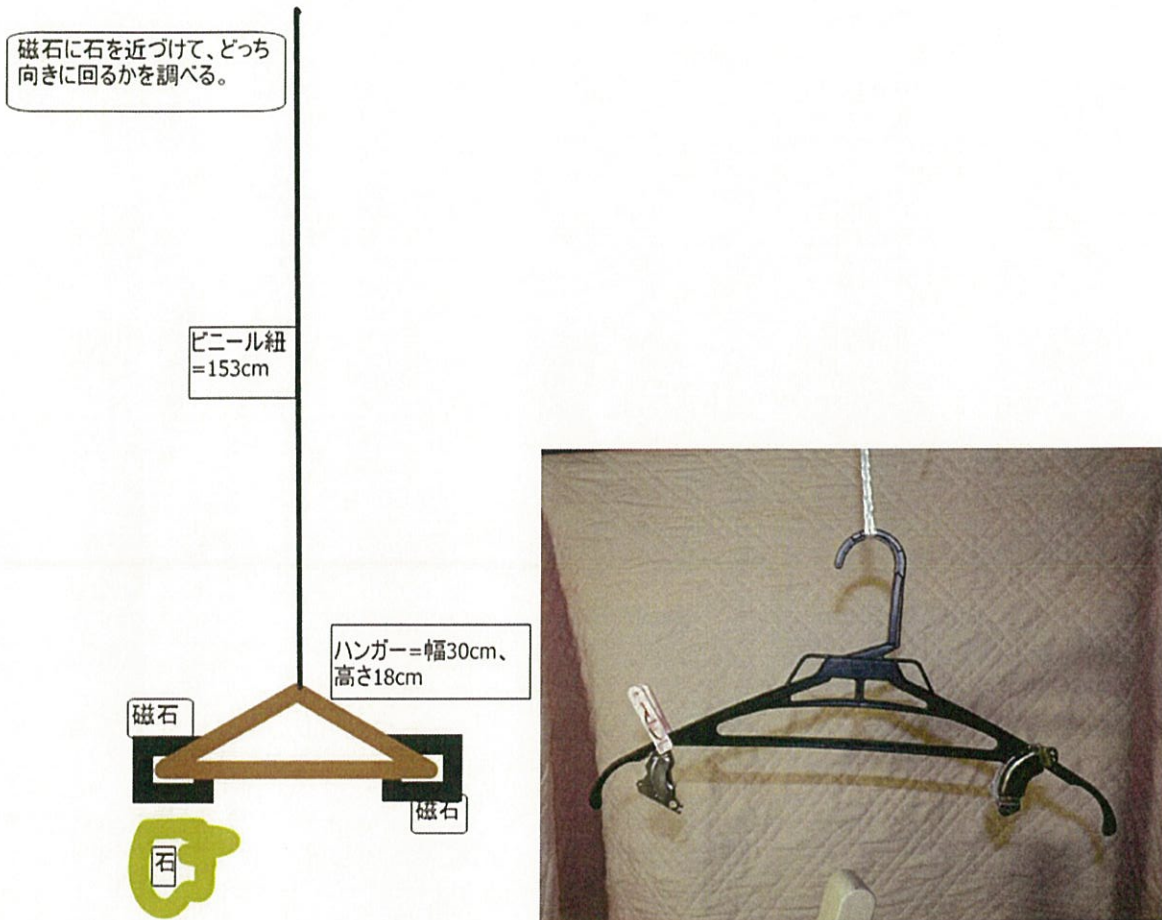 磁石に石を近づけて、どっち
向きに回るかを調べる。
ビニール紐
=153cm
ハンガー=幅30cm、
高さ18cm
磁石
磁石
石